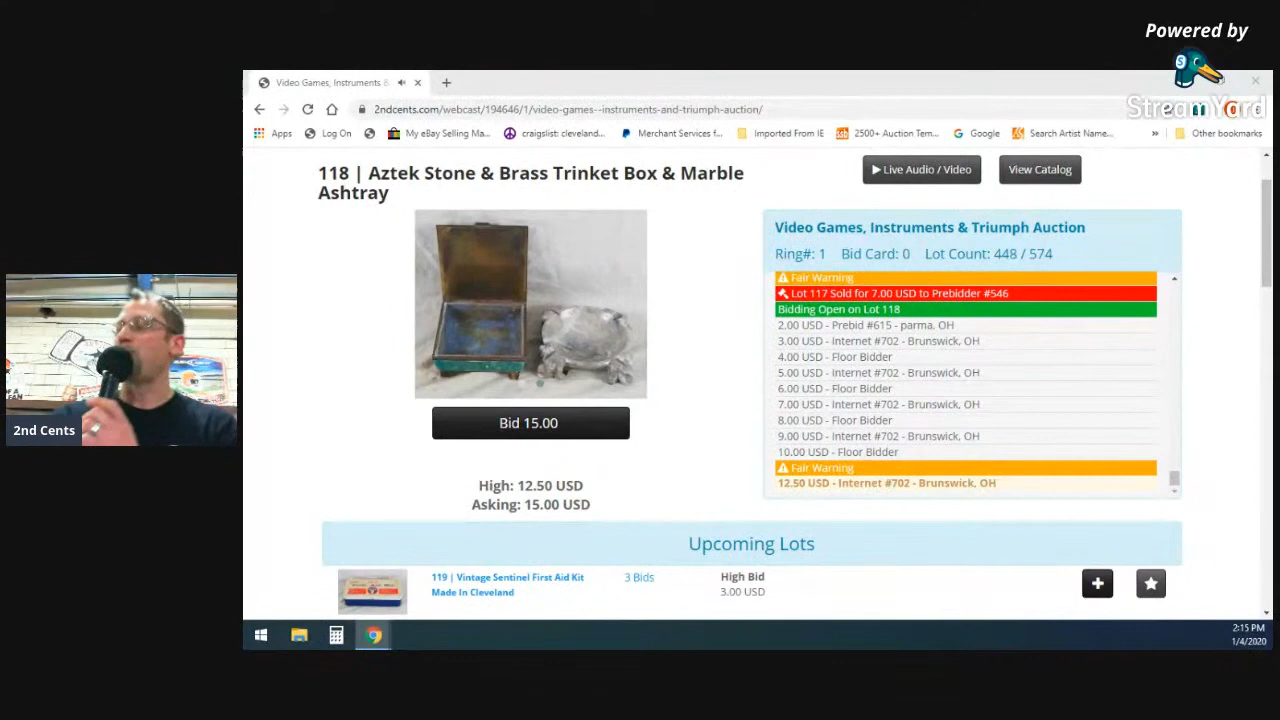 Powered by
S
StreamYard
Video Games, Instruments &
2ndcents.com/webcast/194646/1/video-games--instruments-and-triumph-auction/
Apps
Log On
My eBay Selling Ma...
craigslist: cleveland...
Merchant Services f...
Imported From IE
2500+ Auction Tem...
Google
Search Artist Name...
»
Other bookmarks
118 | Aztek Stone & Brass Trinket Box & Marble
Ashtray
Live Audio / Video
View Catalog
Video Games, Instruments & Triumph Auction
Ring#: 1 Bid Card: 0 Lot Count: 448 / 574
Fair Warning
Lot 117 Sold for 7.00 USD to Prebidder #546
Bidding Open on Lot 118
2.00 USD - Prebid #615 - parma, OH
3.00 USD - Internet #702 - Brunswick, OH
4.00 USD - Floor Bidder
5.00 USD - Internet #702 - Brunswick, OH
6.00 USD - Floor Bidder
7.00 USD - Internet #702 - Brunswick, OH
8.00 USD - Floor Bidder
9.00 USD - Internet #702 - Brunswick, OH
10.00 USD - Floor Bidder
Fair Warning
12.50 USD - Internet #702 - Brunswick, OH
Bid 15.00
High: 12.50 USD
Asking: 15.00 USD
2nd Cents
Upcoming Lots
119 | Vintage Sentinel First Aid Kit
Made In Cleveland
3 Bids
High Bid
3.00 USD
2:15 PM
1/4/2020